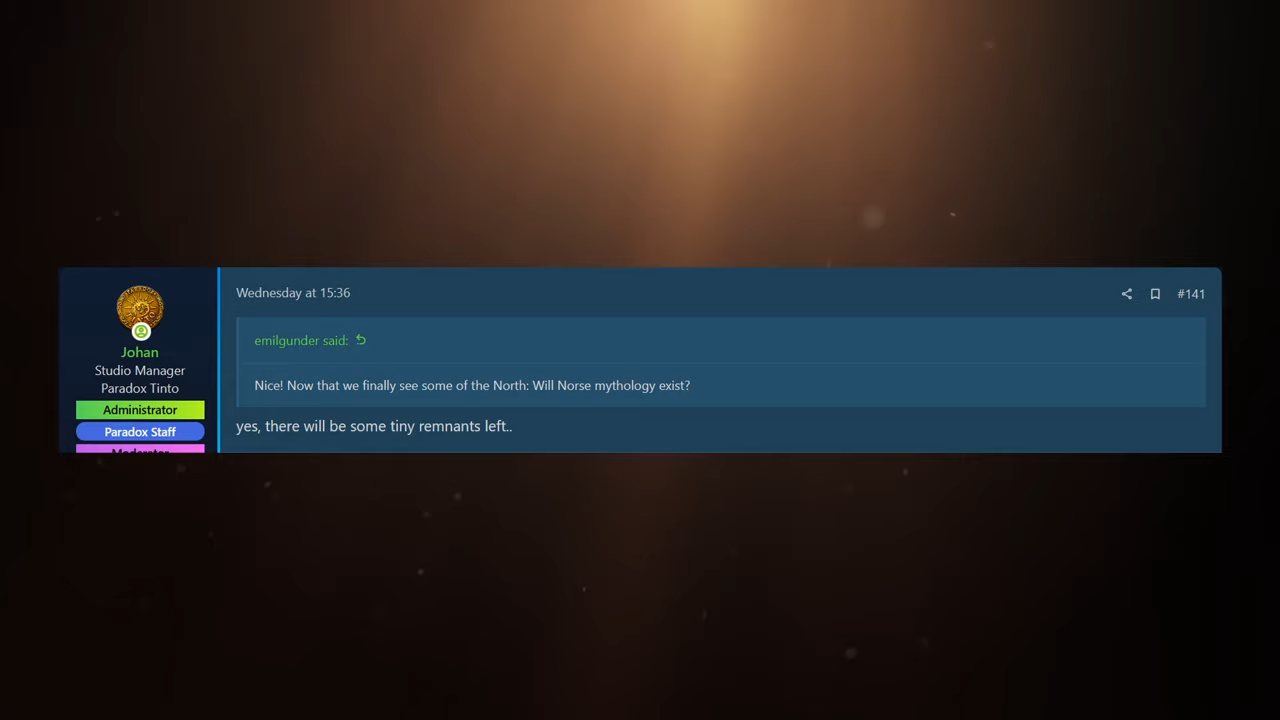 Wednesday at 15:36
#141
emilgunder said:
Nice! Now that we finally see some of the North: Will Norse mythology exist?
yes, there will be some tiny remnants left..
Johan
Studio Manager
Paradox Tinto
Administrator
Paradox Staff
Moderator